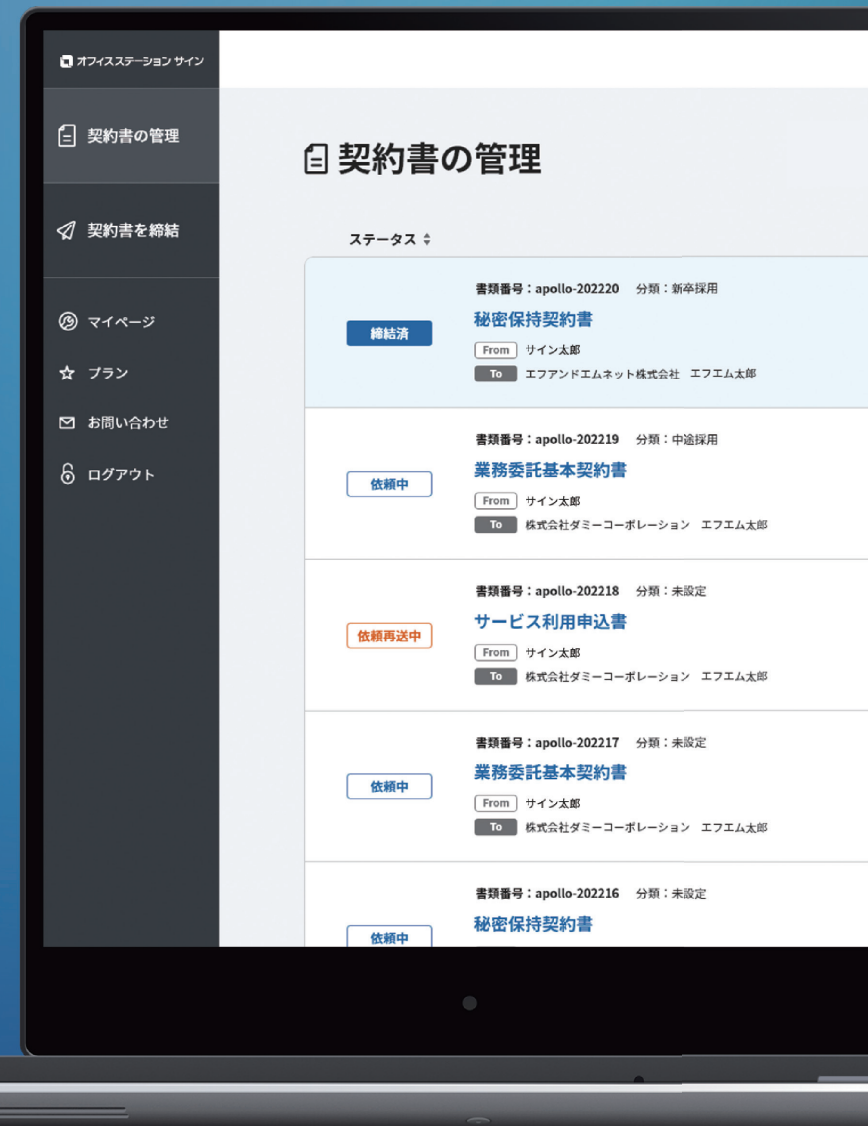 オフィスステーション サイン
契約書の管理
契約書を締結
マイページ
プラン
お問い合わせ
ログアウト
契約書の管理
ステータス
書類番号：apollo-202220 分類：新卒採用
締結済
秘密保持契約書
From サイン太郎
To エフアンドエムネット株式会社 エフエム太郎
書類番号：apollo-202219 分類：中途採用
依頼中
業務委託基本契約書
From サイン太郎
To 株式会社ダミーコーポレーション エフエム太郎
書類番号：apollo-202218 分類：未設定
依頼再送中
サービス利用申込書
From サイン太郎
To 株式会社ダミーコーポレーション エフエム太郎
書類番号：apollo-202217 分類：未設定
依頼中
業務委託基本契約書
From サイン太郎
To 株式会社ダミーコーポレーション エフエム太郎
書類番号：apollo-202216 分類：未設定
依頼中
秘密保持契約書